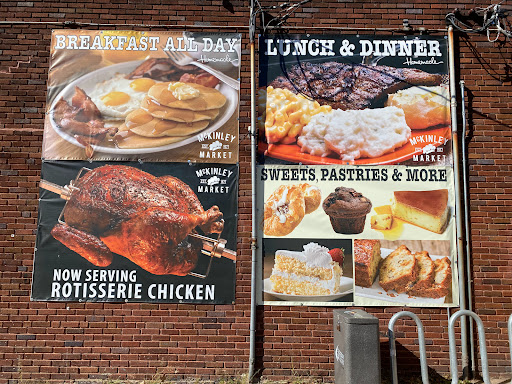 BREAKFAST ALL DAY
Homemade
McKINLEY
MARKET
LUNCH & DINNER
Homemade
McKINLEY
MARKET
McKINLEY
MARKET
NOW SERVING
ROTISSERIE CHICKEN
SWEETS, PASTRIES & MORE